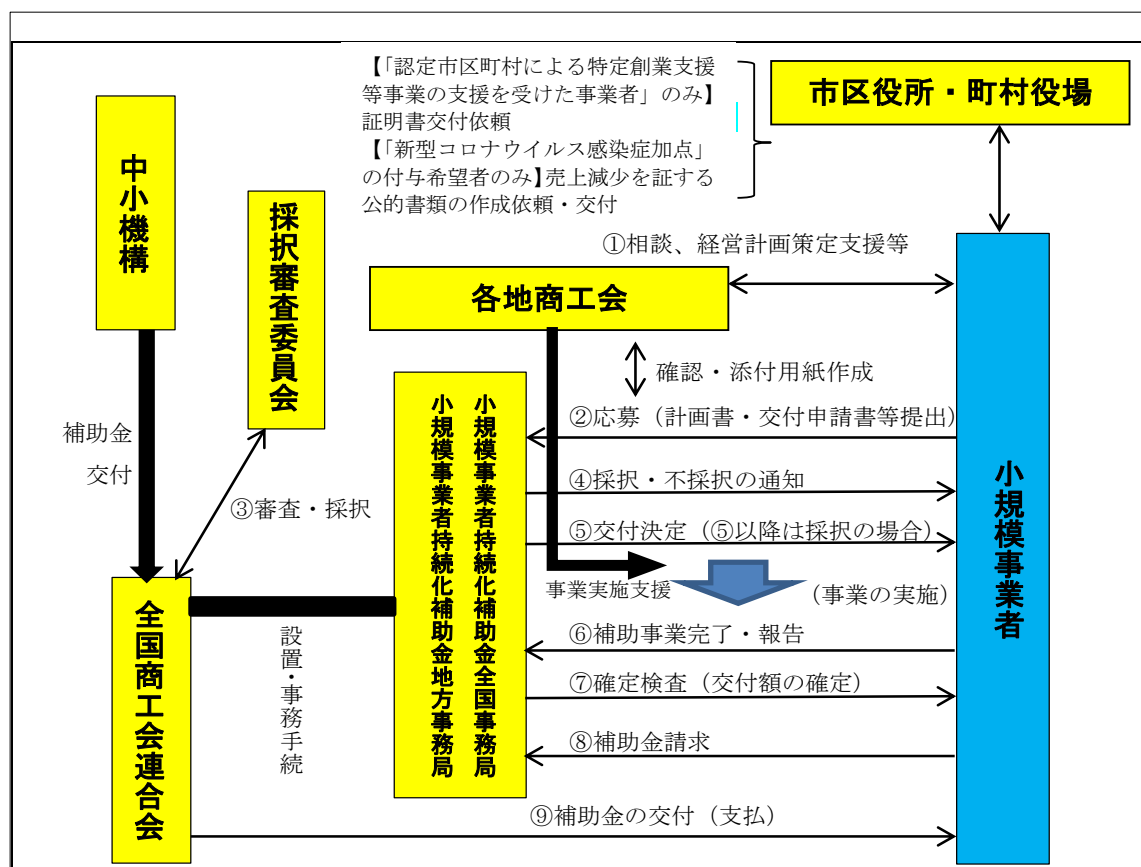 【「認定市区町村による特定創業支援
等事業の支援を受けた事業者」のみ】
証明書交付依頼
【「新型コロナウイルス感染症加点」
の付与希望者のみ】売上減少を証する
公的書類の作成依頼・交付
市区役所・町村役場
中小機構
採択審査委員会
①相談、経営計画策定支援等
各地商工会
確認・添付用紙作成
補助金
交付
③審査・採択
小規模事業者持続化補助金全国事務局
小規模事業者持続化補助金地方事務局
②応募（計画書・交付申請書等提出）
④採択・不採択の通知
⑤交付決定（⑤以降は採択の場合）
事業実施支援
（事業の実施）
小規模事業者
全国商工会連合会
設置・事務手続
⑥補助事業完了・報告
⑦確定検査（交付額の確定）
⑧補助金請求
⑨補助金の交付（支払）